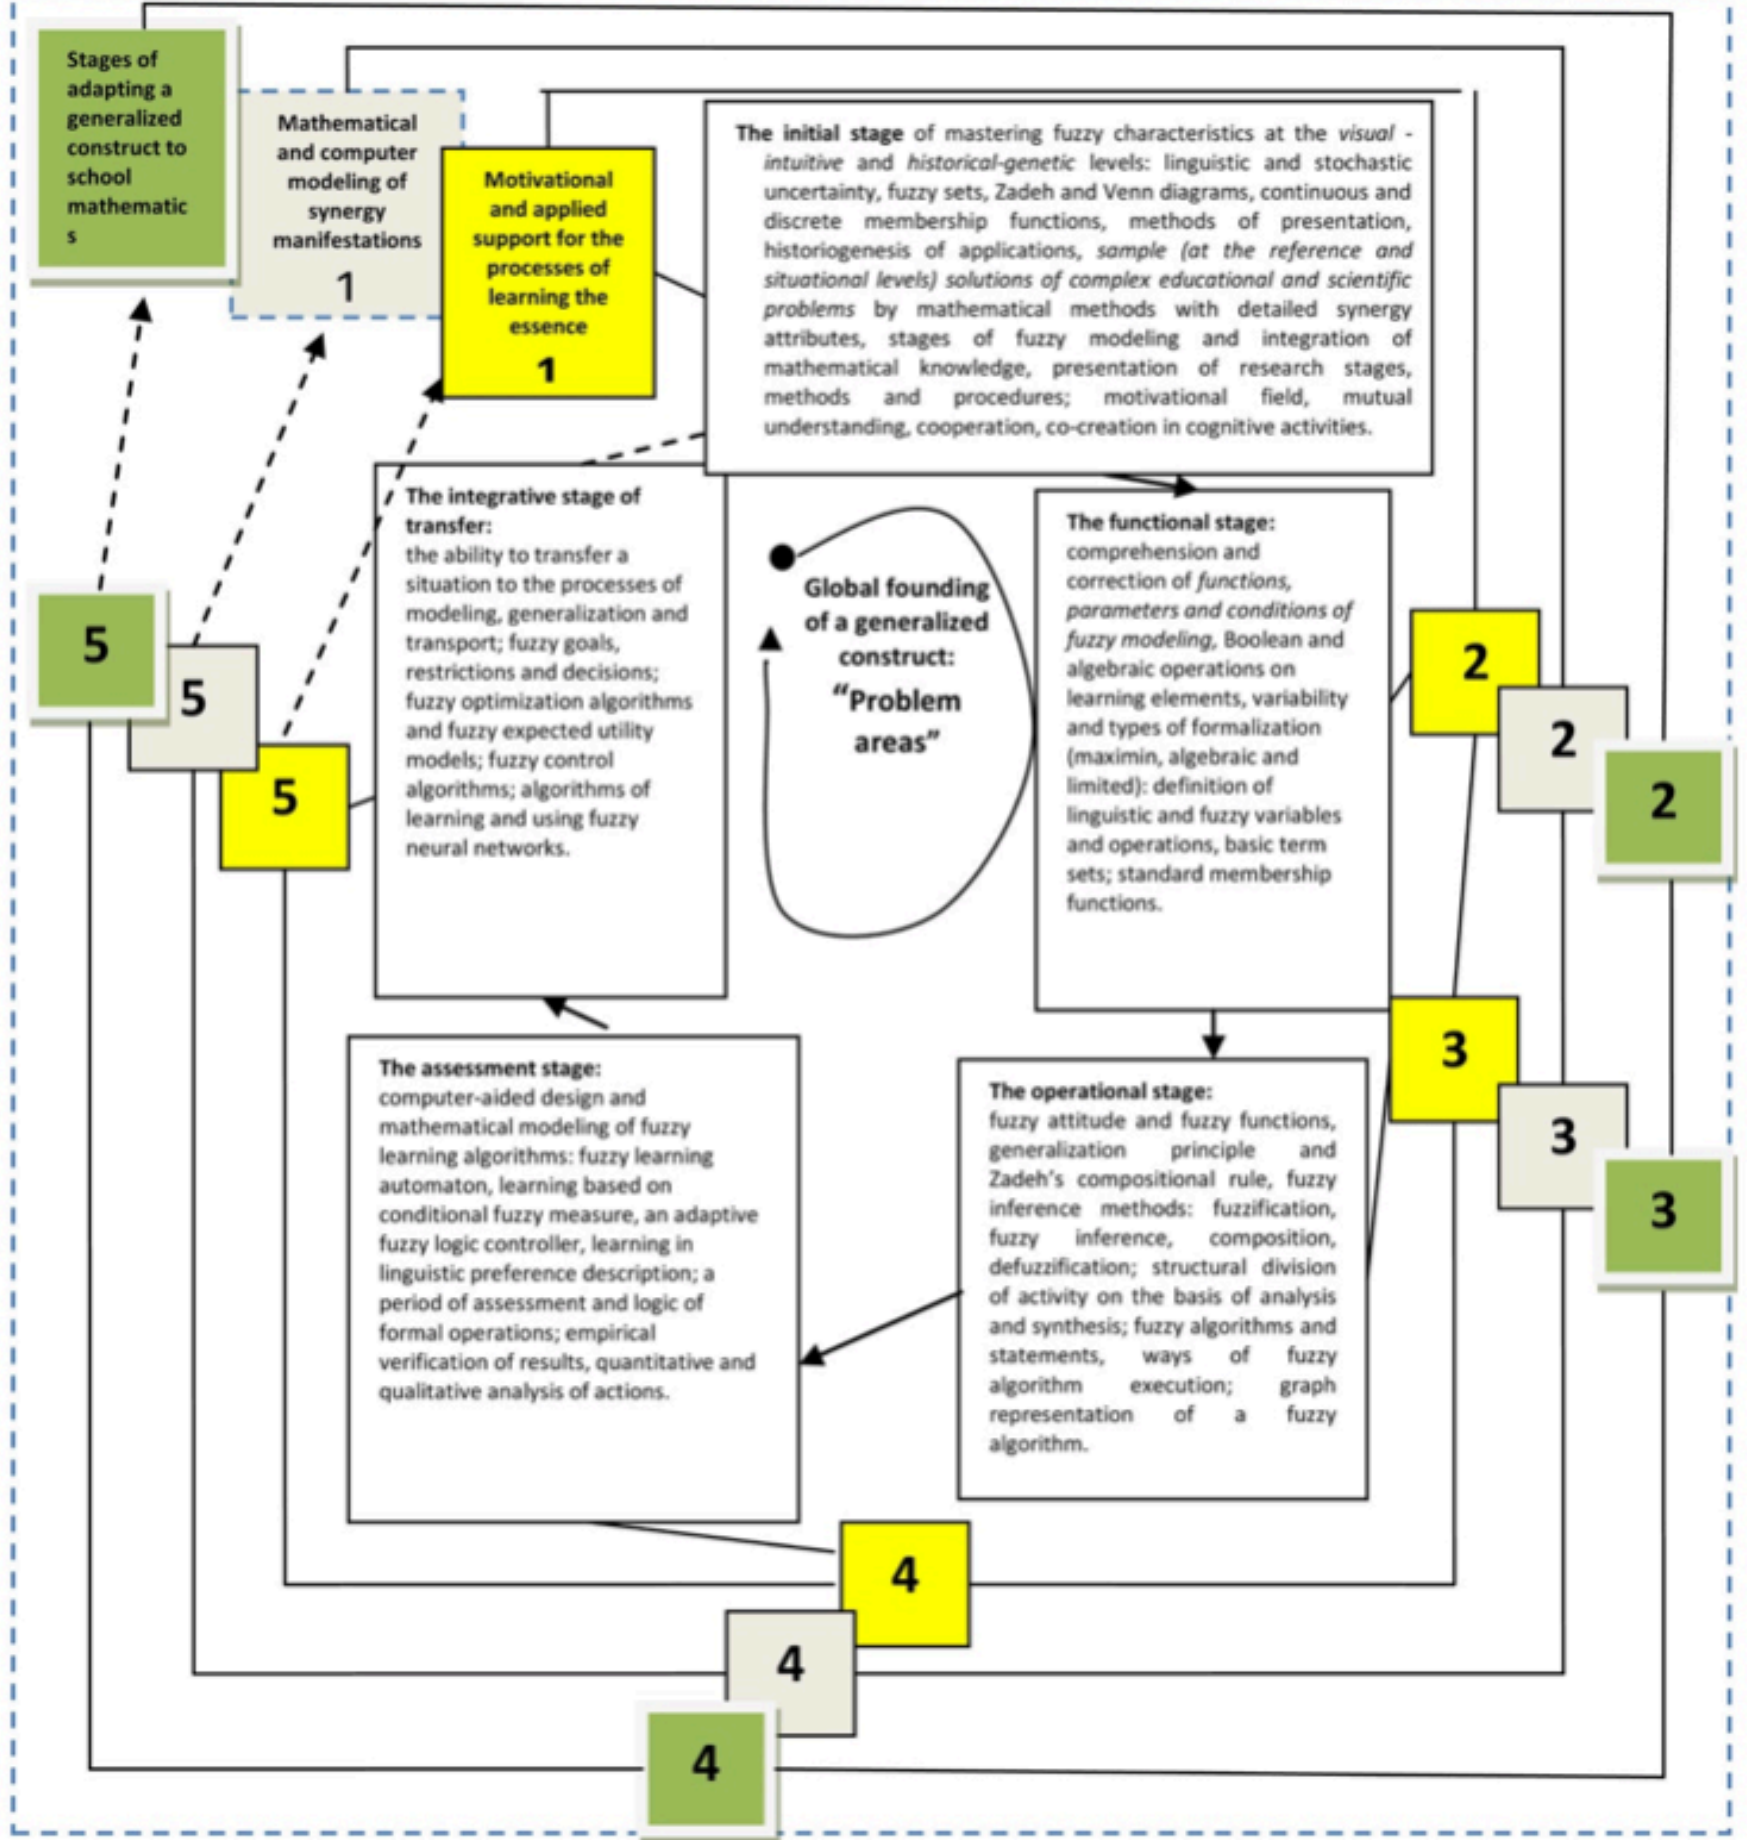 Stages of
adapting a
generalized
construct to
school
mathematic
s
Mathematical
and computer
modeling of
synergy
manifestations
1
Motivational
and applied
support for the
processes of
learning the
essence
1
The initial stage of mastering fuzzy characteristics at the visual -
intuitive and historical-genetic levels: linguistic and stochastic
uncertainty, fuzzy sets, Zadeh and Venn diagrams, continuous and
discrete membership functions, methods of presentation,
historiogenesis of applications, sample (at the reference and
situational levels) solutions of complex educational and scientific
problems by mathematical methods with detailed synergy
attributes, stages of fuzzy modeling and integration of
mathematical knowledge, presentation of research stages,
methods and procedures; motivational field, mutual
understanding, cooperation, co-creation in cognitive activities.
The integrative stage of
transfer:
the ability to transfer a
situation to the processes of
modeling, generalization and
transport; fuzzy goals,
restrictions and decisions;
fuzzy optimization algorithms
and fuzzy expected utility
models; fuzzy control
algorithms; algorithms of
learning and using fuzzy
neural networks.
Global founding
of a generalized
construct:
“Problem
areas”
The functional stage:
comprehension and
correction of functions,
parameters and conditions of
fuzzy modeling, Boolean and
algebraic operations on
learning elements, variability
and types of formalization
(maximin, algebraic and
limited): definition of
linguistic and fuzzy variables
and operations, basic term
sets; standard membership
functions.
5
5
5
2
2
2
The assessment stage:
computer-aided design and
mathematical modeling of fuzzy
learning algorithms: fuzzy learning
automaton, learning based on
conditional fuzzy measure, an adaptive
fuzzy logic controller, learning in
linguistic preference description; a
period of assessment and logic of
formal operations; empirical
verification of results, quantitative and
qualitative analysis of actions.
The operational stage:
fuzzy attitude and fuzzy functions,
generalization principle and
Zadeh’s compositional rule, fuzzy
inference methods: fuzzification,
fuzzy inference, composition,
defuzzification; structural division
of activity on the basis of analysis
and synthesis; fuzzy algorithms and
statements, ways of fuzzy
algorithm execution; graph
representation of a fuzzy
algorithm.
3
3
3
4
4
4